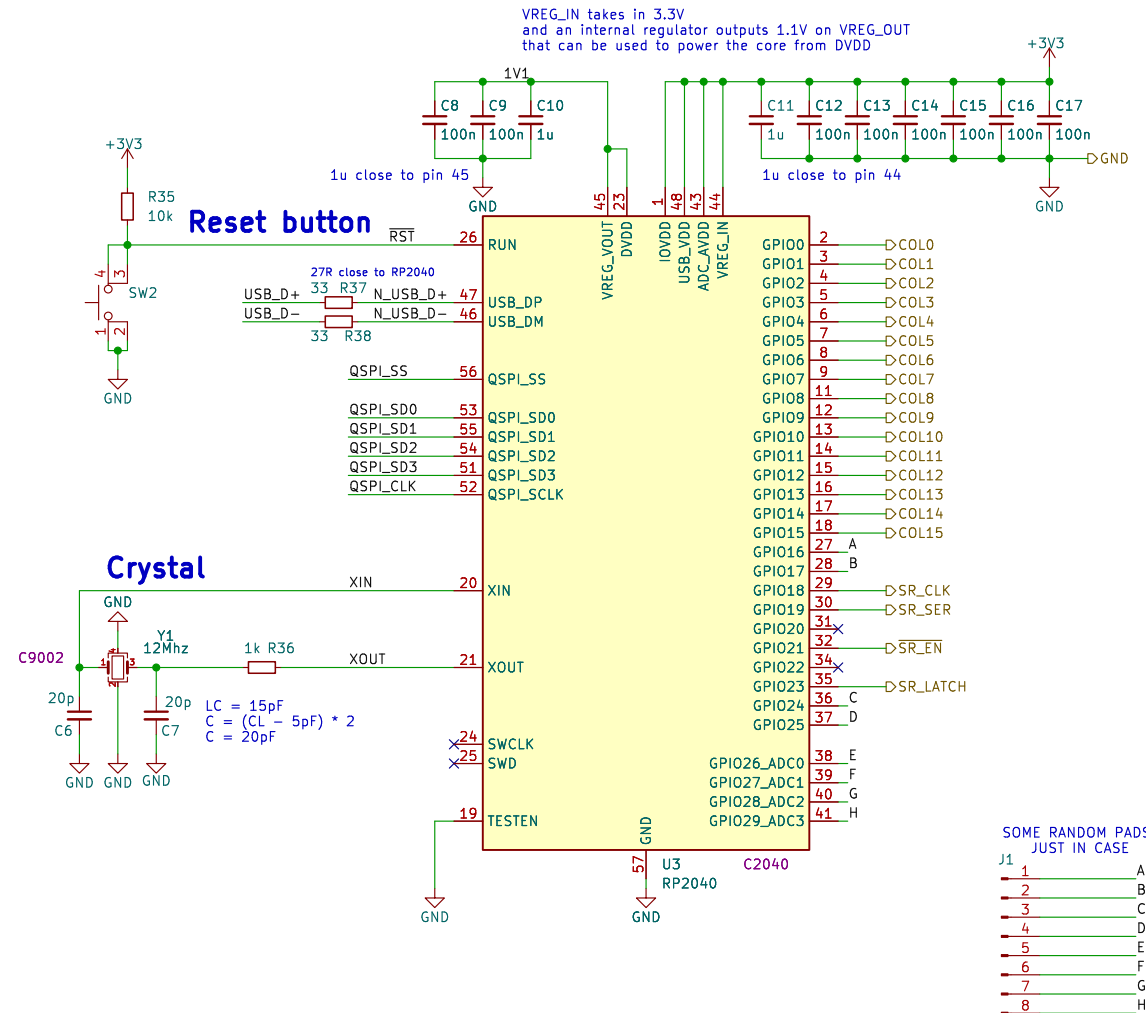 VREG_IN takes in 3.3V
and an internal regulator outputs 1.1V on VREG_OUT
that can be used to power the core from DVDD
+3V3
1V1
C8
100n
C9
100n
C10
1u
C11
1u
C12
100n
C13
100n
C14
100n
C15
100n
C16
100n
C17
100n
GND
1u close to pin 45
1u close to pin 44
GND
GND
+3V3
R35
10k
Reset button
RST
4
3
SW2
1
2
GND
27R close to RP2040
USB_D+
33
R37
N_USB_D+
USB_D-
N_USB_D-
33
R38
QSPI_SS
QSPI_SD0
QSPI_SD1
QSPI_SD2
QSPI_SD3
QSPI_CLK
45
VREG_VOUT
23
DVDD
1
IOVDD
48
USB_VDD
43
ADC_AVDD
44
VREG_IN
26
RUN
47
USB_DP
46
USB_DM
56
QSPI_SS
53
QSPI_SD0
55
QSPI_SD1
54
QSPI_SD2
51
QSPI_SD3
52
QSPI_SCLK
20
XIN
21
XOUT
24
SWCLK
25
SWD
19
TESTEN
GPIO0 2 COL0
GPIO1 3 COL1
GPIO2 4 COL2
GPIO3 5 COL3
GPIO4 6 COL4
GPIO5 7 COL5
GPIO6 8 COL6
GPIO7 9 COL7
GPIO8 11 COL8
GPIO9 12 COL9
GPIO10 13 COL10
GPIO11 14 COL11
GPIO12 15 COL12
GPIO13 16 COL13
GPIO14 17 COL14
GPIO15 18 COL15
GPIO16 27 A
GPIO17 28 B
GPIO18 29 SR_CLK
GPIO19 30 SR_SER
GPIO20 31
GPIO21 32 SR_EN
GPIO22 34
GPIO23 35 SR_LATCH
GPIO24 36 C
GPIO25 37 D
GPIO26_ADC0 38 E
GPIO27_ADC1 39 F
GPIO28_ADC2 40 G
GPIO29_ADC3 41 H
GND
57
U3
RP2040
C2040
GND
GND
Crystal
XIN
GND
C9002
Y1
12Mhz
1
3
4
2
1k R36
XOUT
20p
C6
20p
C7
LC = 15pF
C = (CL - 5pF) * 2
C = 20pF
GND
GND
GND
SOME RANDOM PADS
JUST IN CASE
J1
1 A
2 B
3 C
4 D
5 E
6 F
7 G
8 H